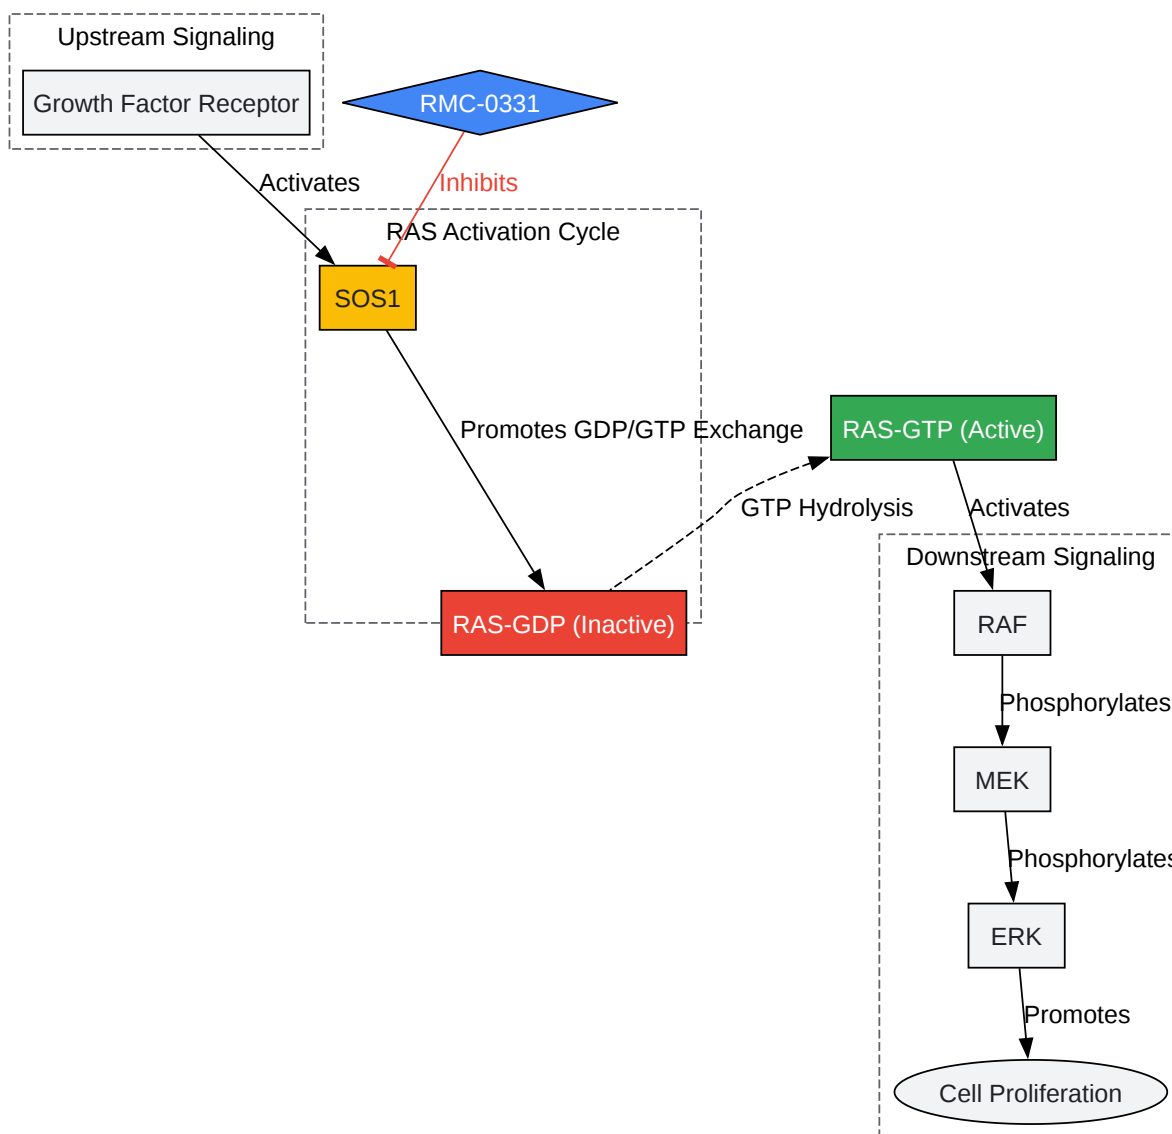 Upstream Signaling
Growth Factor Receptor
RMC-0331
Activates
Inhibits
RAS Activation Cycle
SOS1
Promotes GDP/GTP Exchange
RAS-GTP (Active)
GTP Hydrolysis
Activates
Downstream Signaling
RAS-GDP (Inactive)
RAF
Phosphorylates
MEK
Phosphorylates
ERK
Promotes
Cell Proliferation